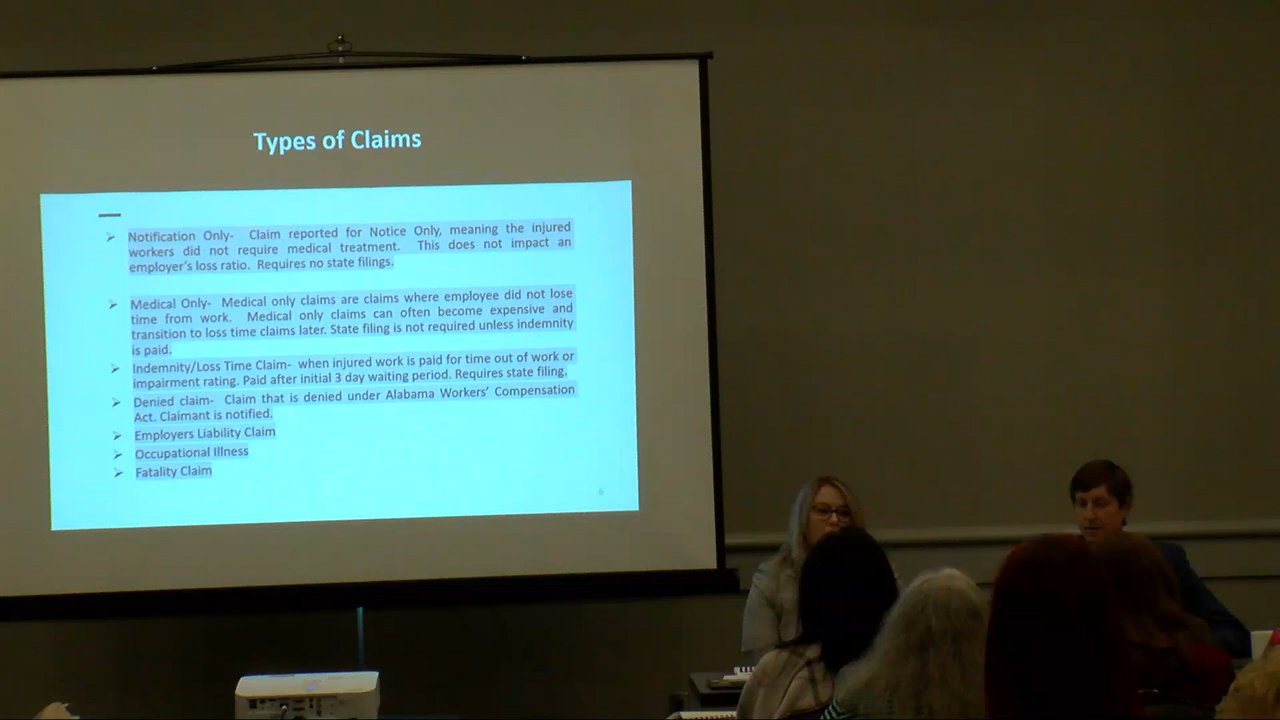 Types of Claims
Notification Only- Claim reported for Notice Only, meaning the injured
workers did not require medical treatment. This does not impact an
employer's loss ratio. Requires no state filings.
Medical Only- Medical only claims are claims where employee did not lose
time from work. Medical only claims can often become expensive and
transition to loss time claims later. State filing is not required unless indemnity
is paid.
Indemnity/Loss Time Claim- when injured work is paid for time out of work or
impairment rating. Paid after initial 3 day waiting period. Requires state filing.
Denied claim- Claim that is denied under Alabama Workers' Compensation
Act. Claimant is notified.
Employers Liability Claim
Occupational Illness
Fatality Claim
6